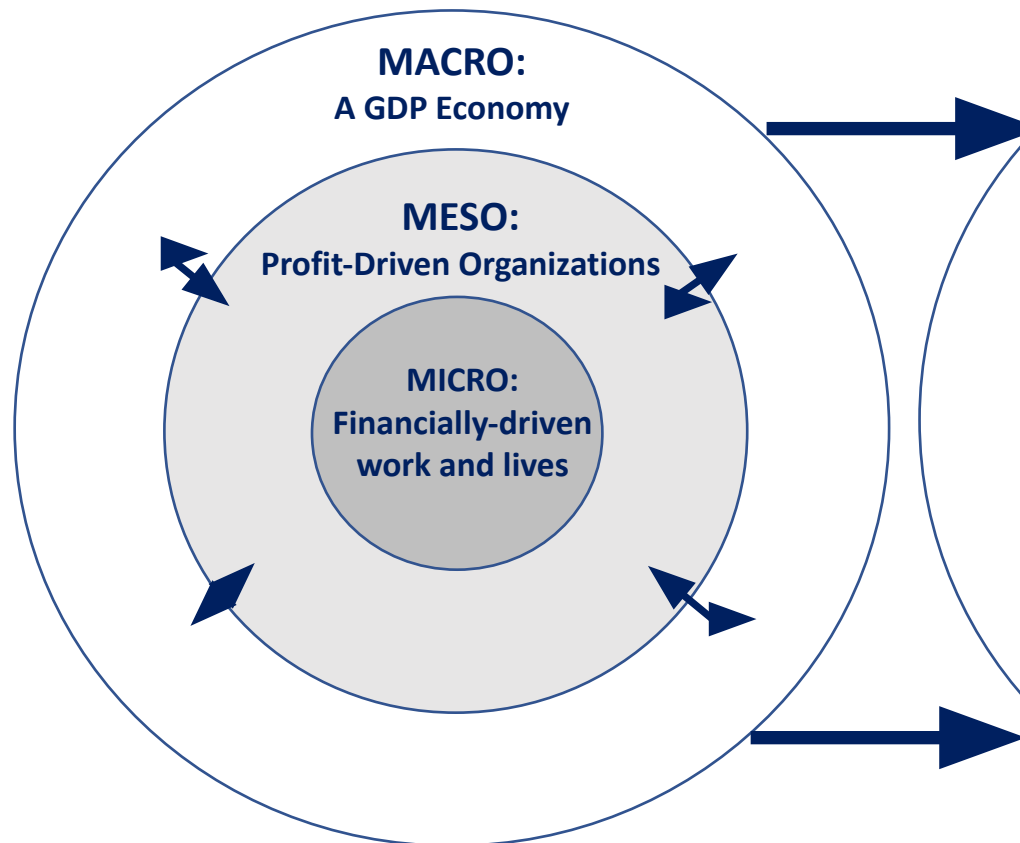 MACRO:
A GDP Economy
MESO:
Profit-Driven Organizations
MICRO:
Financially-driven
work and lives